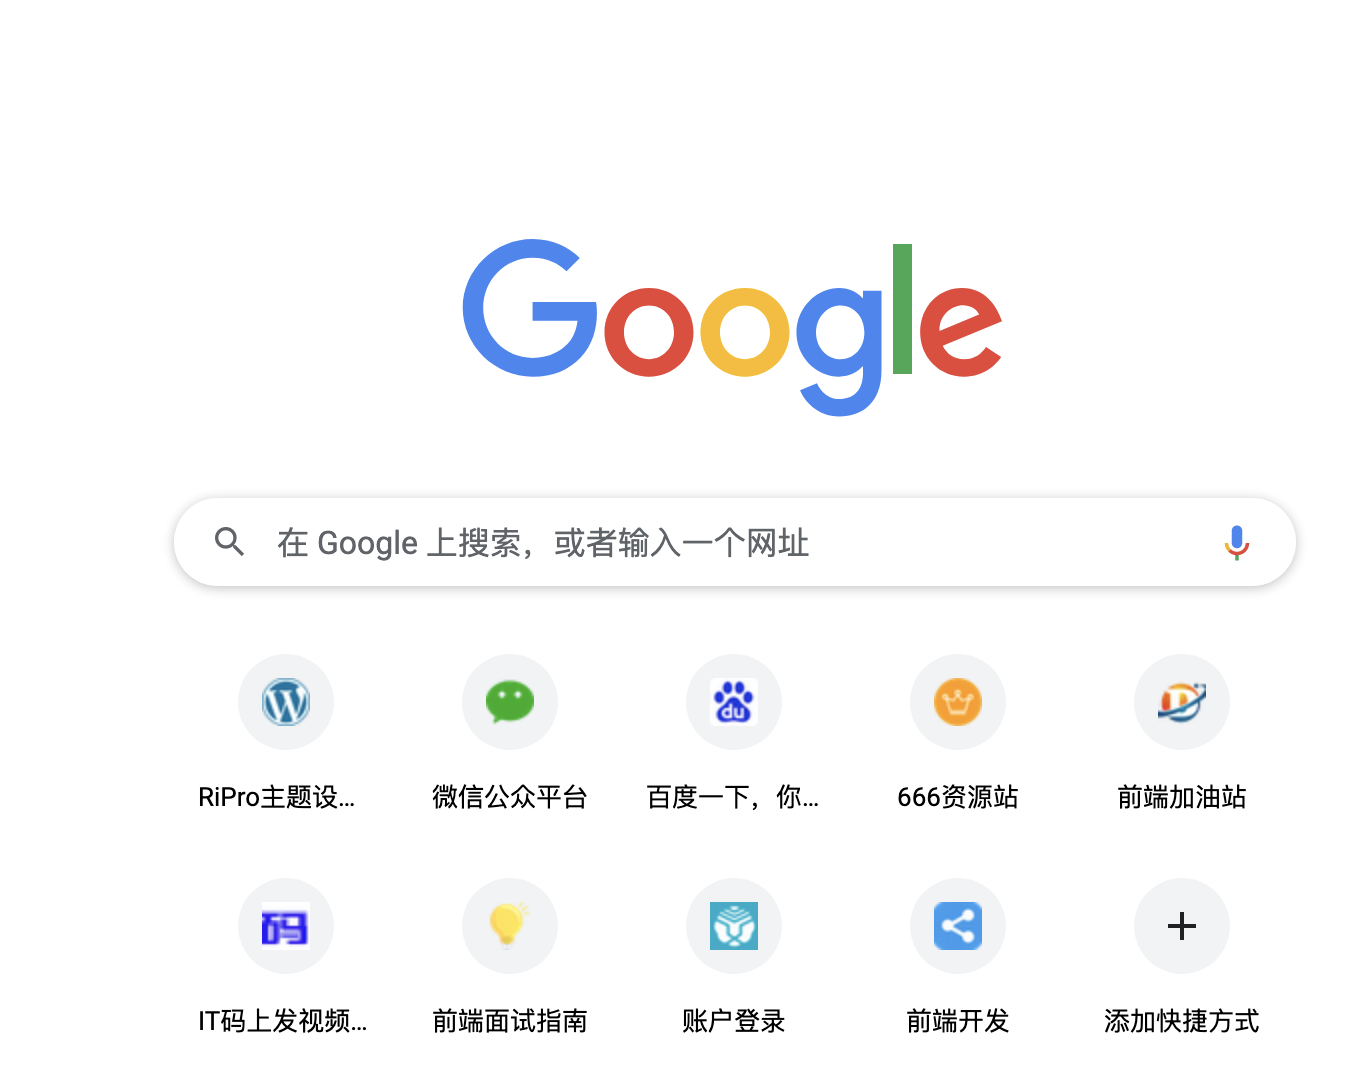 Google
在 Google 上搜索，或者输入一个网址
du
RiPro主题设...
微信公众平台
百度一下，你...
666资源站
前端加油站
码
IT码上发视频...
前端面试指南
账户登录
前端开发
添加快捷方式